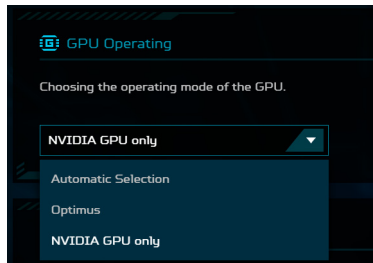 GPU Operating
Choosing the operating mode of the GPU.
NVIDIA GPU only
Automatic Selection
Optimus
NVIDIA GPU only